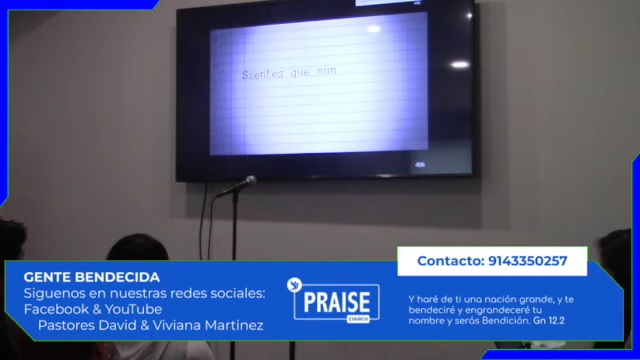 Sientes que nun
Contacto: 9143350257
GENTE BENDECIDA
Siguenos en nuestras redes sociales:
Facebook & YouTube
Pastores David & Viviana Martinez
PRAISE
CHURCH
Y haré de ti una nación grande, y te
bendeciré y engrandeceré tu
nombre y serás Bendición. Gn 12.2